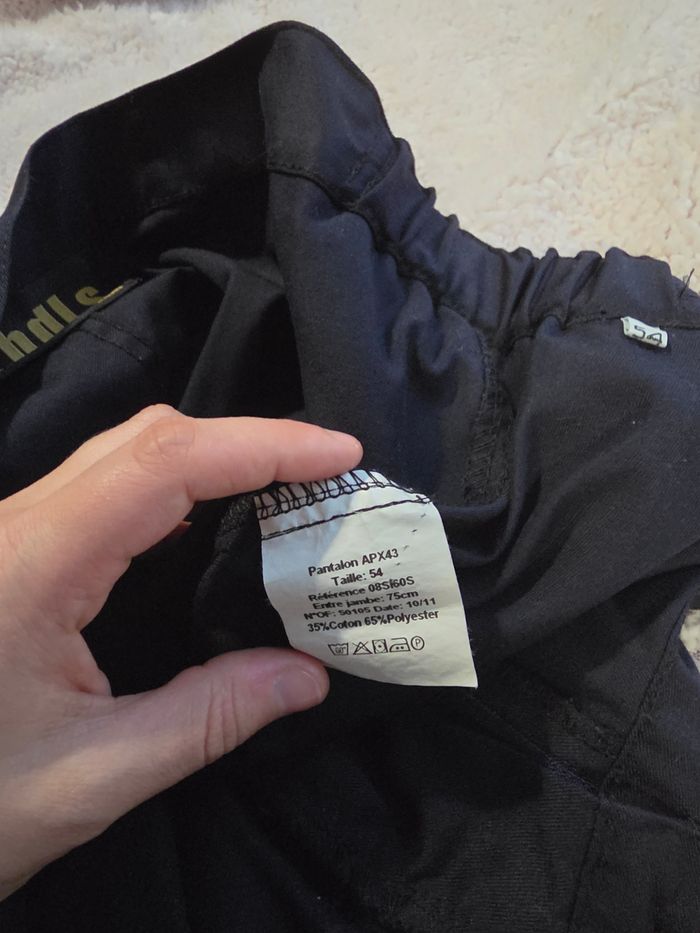 hdls
54
Pantalon APX43
Taille: 54
Référence 08SI60S
Entre jambe: 75cm
N°OF: 50105 Date: 10/11
35%Coton 65%Polyester